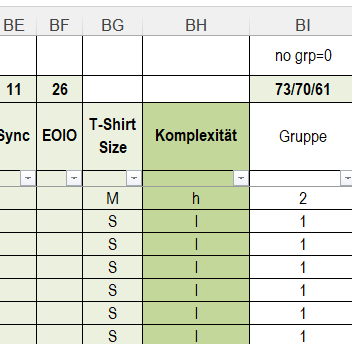 BE BF BG BH BI
no grp=0
11 26 73/70/61
Sync EOIO T-Shirt Size Komplexität Gruppe
M h 2
S l 1
S l 1
S l 1
S l 1
S l 1
S l 1